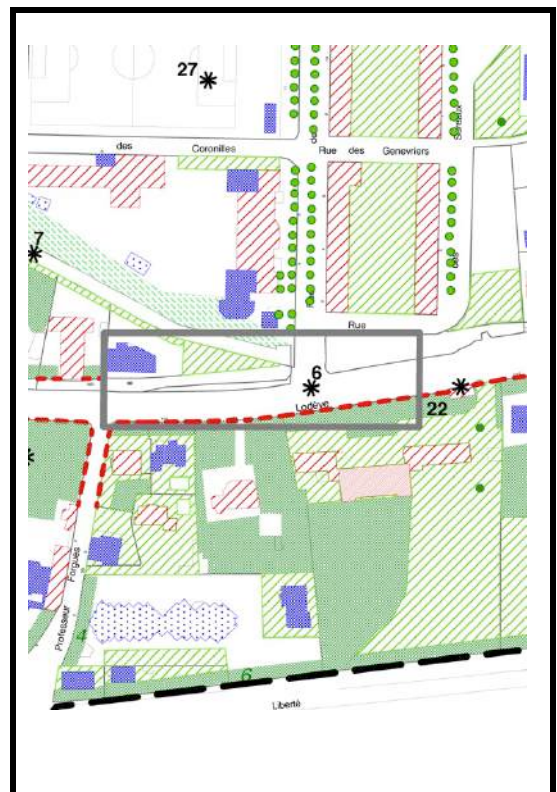 27
des Coronilles
Rue des Genevriers
7
Rue
6
Lodève
22
Forgues
Professeur
6
Liberté